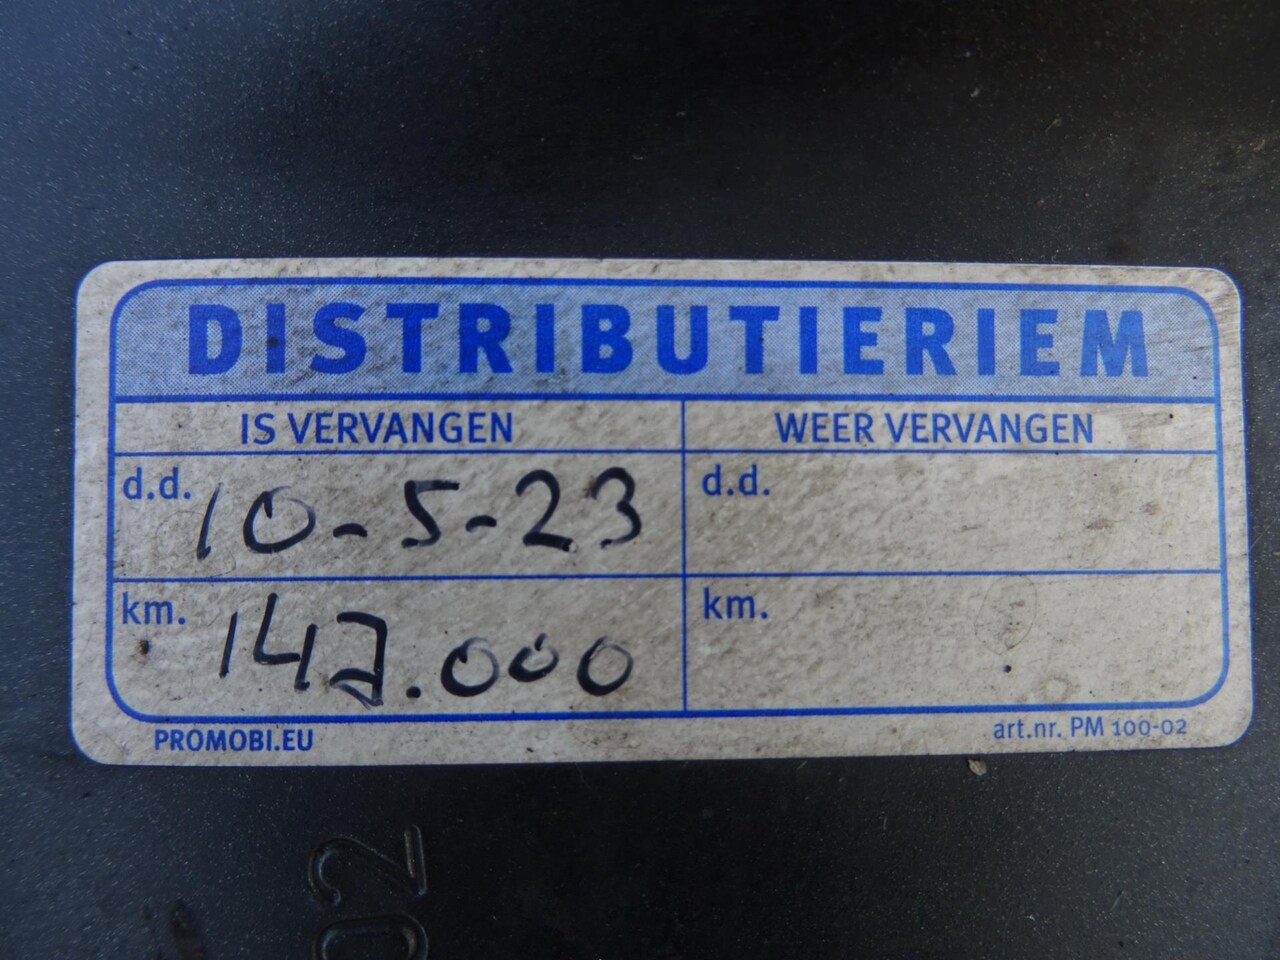 DISTRIBUTIERIEM
IS VERVANGEN WEER VERVANGEN
d.d. 10-5-23 d.d.
km. 142.000 km.
PROMOBI.EU art.nr. PM 100-02
02